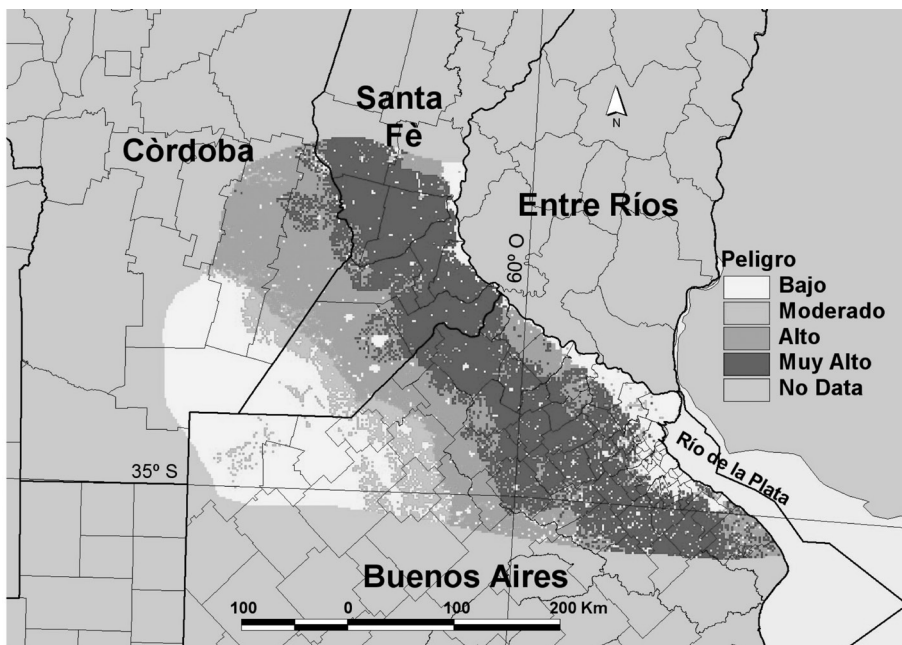 Santa
Fè
Còrdoba
N
Entre Ríos
60º O
Peligro
Bajo
Moderado
Alto
Muy Alto
No Data
Río de la Plata
35º S
Buenos Aires
100 0 100 200 Km